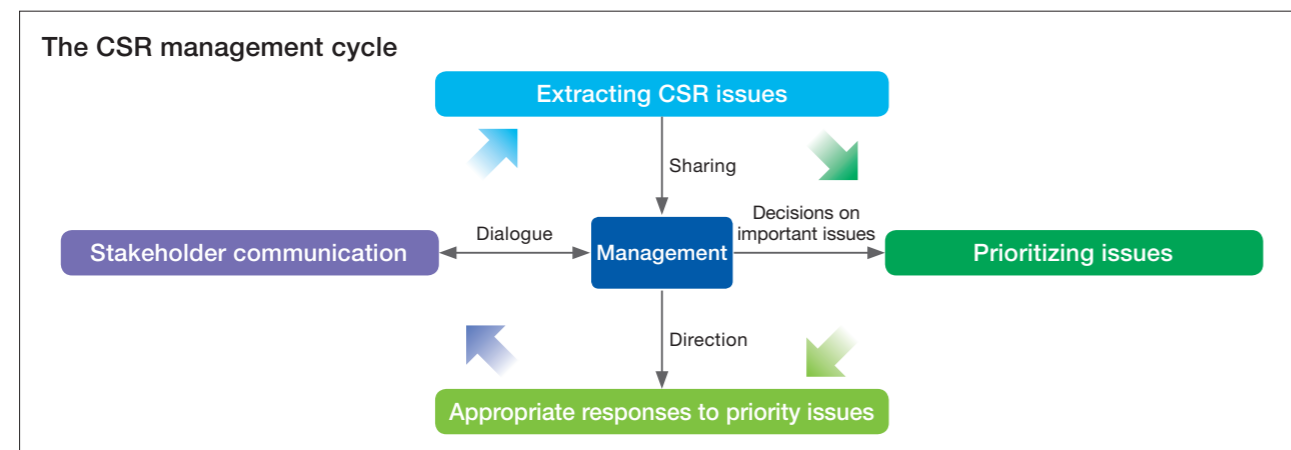 The CSR management cycle
Extracting CSR issues
Sharing
Stakeholder communication
Dialogue
Management
Decisions on
important issues
Prioritizing issues
Direction
Appropriate responses to priority issues